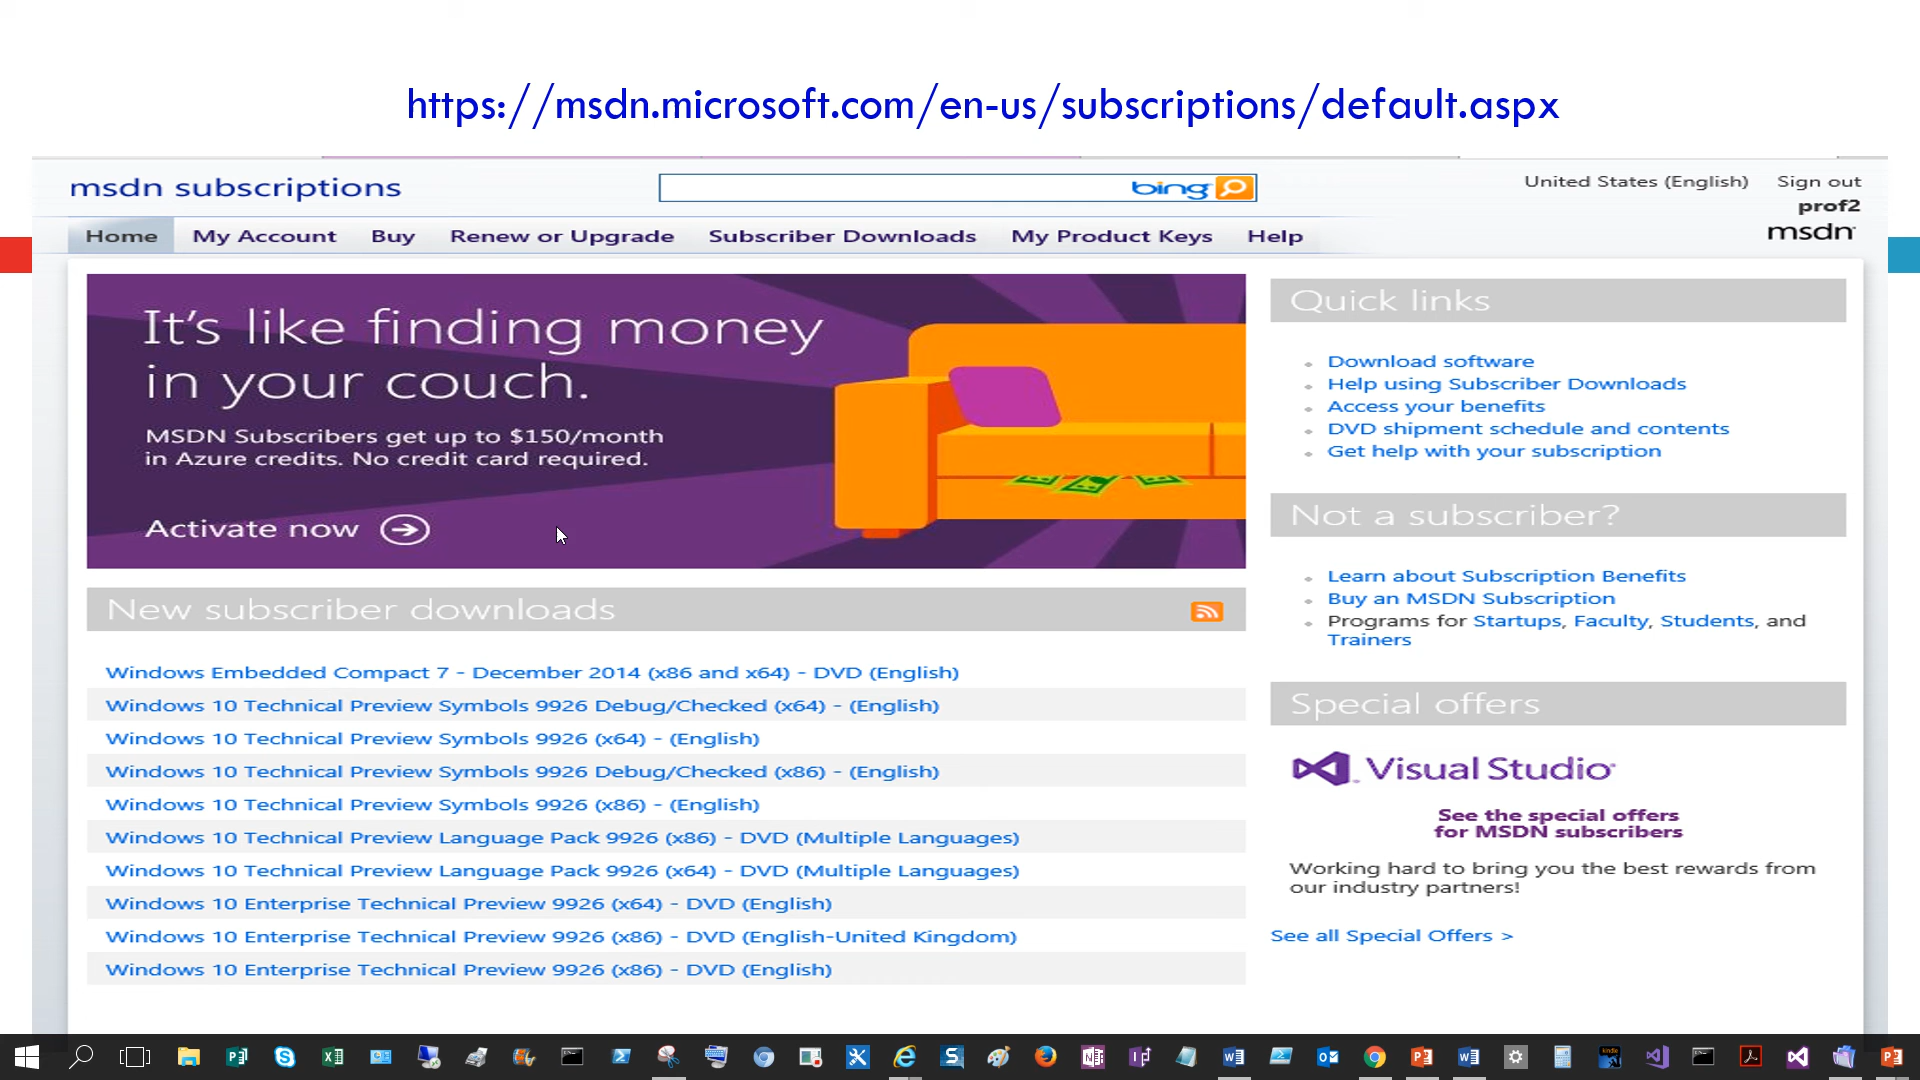 https://msdn.microsoft.com/en-us/subscriptions/default.aspx
msdn subscriptions
bing
United States (English) Sign out
prof2
msdn
Home My Account Buy Renew or Upgrade Subscriber Downloads My Product Keys Help
It's like finding money
in your couch.
MSDN Subscribers get up to $150/month
in Azure credits. No credit card required.
Activate now
New subscriber downloads
Windows Embedded Compact 7 - December 2014 (x86 and x64) - DVD (English)
Windows 10 Technical Preview Symbols 9926 Debug/Checked (x64) - (English)
Windows 10 Technical Preview Symbols 9926 (x64) - (English)
Windows 10 Technical Preview Symbols 9926 Debug/Checked (x86) - (English)
Windows 10 Technical Preview Symbols 9926 (x86) - (English)
Windows 10 Technical Preview Language Pack 9926 (x86) - DVD (Multiple Languages)
Windows 10 Technical Preview Language Pack 9926 (x64) - DVD (Multiple Languages)
Windows 10 Enterprise Technical Preview 9926 (x64) - DVD (English)
Windows 10 Enterprise Technical Preview 9926 (x86) - DVD (English-United Kingdom)
Windows 10 Enterprise Technical Preview 9926 (x86) - DVD (English)
Quick links
Download software
Help using Subscriber Downloads
Access your benefits
DVD shipment schedule and contents
Get help with your subscription
Not a subscriber?
Learn about Subscription Benefits
Buy an MSDN Subscription
Programs for Startups, Faculty, Students, and
Trainers
Special offers
Visual Studio
See the special offers
for MSDN subscribers
Working hard to bring you the best rewards from
our industry partners!
See all Special Offers >